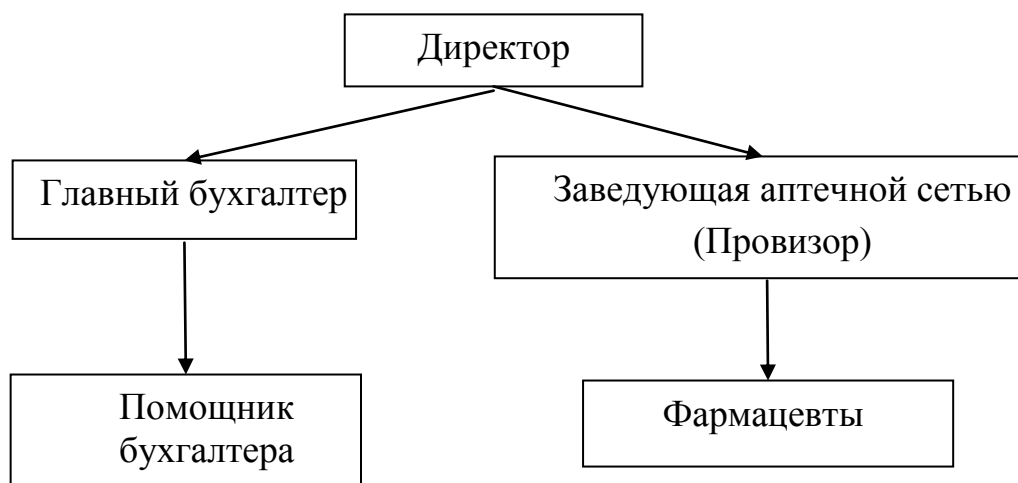 Директор
Главный бухгалтер
Заведующая аптечной сетью
(Провизор)
Помощник
бухгалтера
Фармацевты